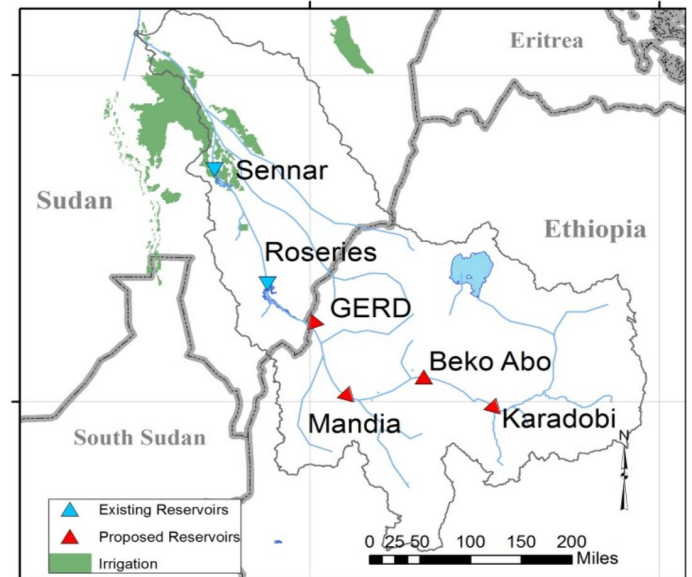 Eritrea
Sennar
Sudan
Ethiopia
Roseries
GERD
Beko Abo
Mandia
Karadobi
South Sudan
N
Existing Reservoirs
Proposed Reservoirs
Irrigation
0 25 50 100 150 200
Miles